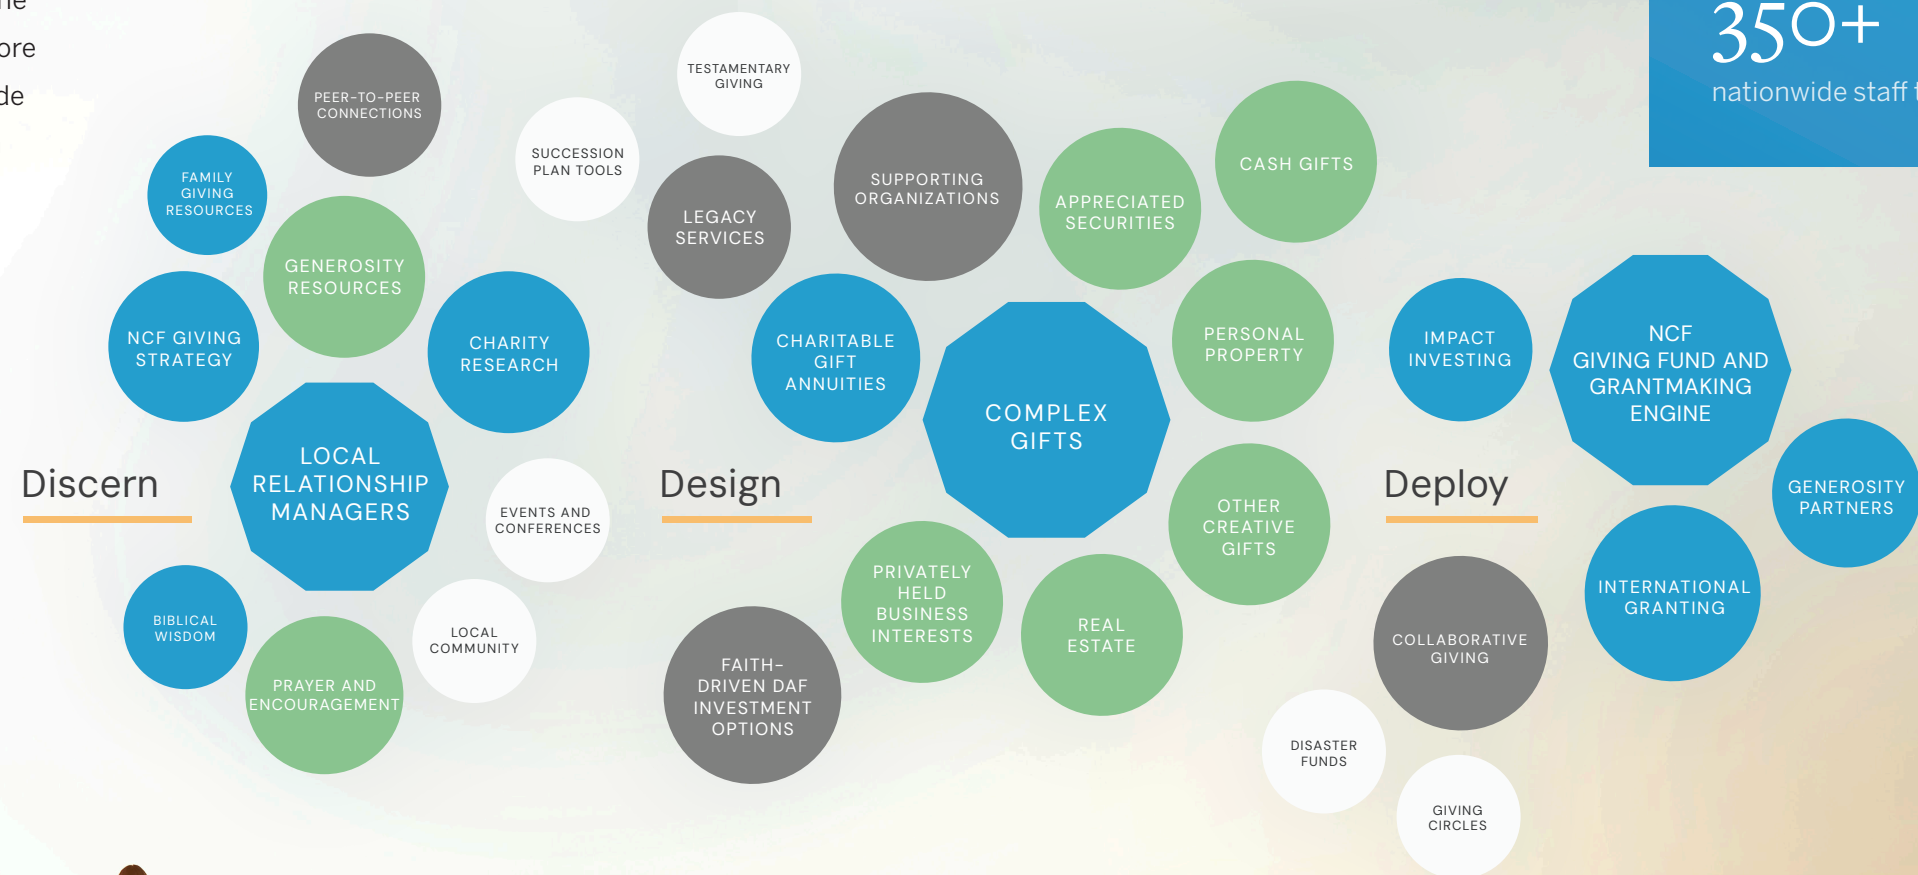 350+
nationwide staff
PEER-TO-PEER
CONNECTIONS
FAMILY
GIVING
RESOURCES
GENEROSITY
RESOURCES
NCF GIVING
STRATEGY
CHARITY
RESEARCH
LOCAL
RELATIONSHIP
MANAGERS
Discern
EVENTS AND
CONFERENCES
BIBLICAL
WISDOM
LOCAL
COMMUNITY
PRAYER AND
ENCOURAGEMENT
TESTAMENTARY
GIVING
SUCCESSION
PLAN TOOLS
LEGACY
SERVICES
SUPPORTING
ORGANIZATIONS
APPRECIATED
SECURITIES
CASH GIFTS
CHARITABLE
GIFT
ANNUITIES
PERSONAL
PROPERTY
COMPLEX
GIFTS
Design
OTHER
CREATIVE
GIFTS
PRIVATELY
HELD
BUSINESS
INTERESTS
REAL
ESTATE
FAITH-
DRIVEN DAF
INVESTMENT
OPTIONS
IMPACT
INVESTING
NCF
GIVING FUND AND
GRANTMAKING
ENGINE
Deploy
GENEROSITY
PARTNERS
INTERNATIONAL
GRANTING
COLLABORATIVE
GIVING
DISASTER
FUNDS
GIVING
CIRCLES